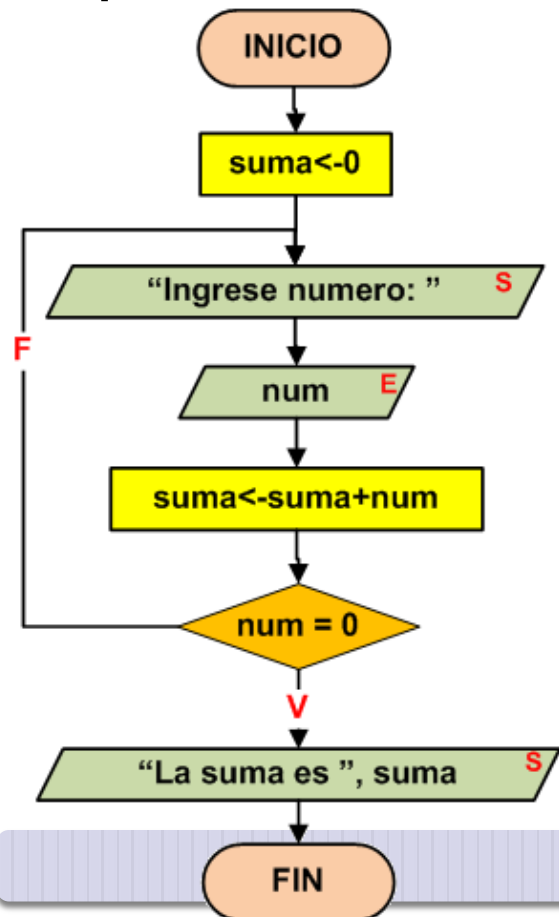 INICIO
suma<-0
“Ingrese numero: ” S
F
num E
suma<-suma+num
num = 0
V
“La suma es ”, suma S
FIN